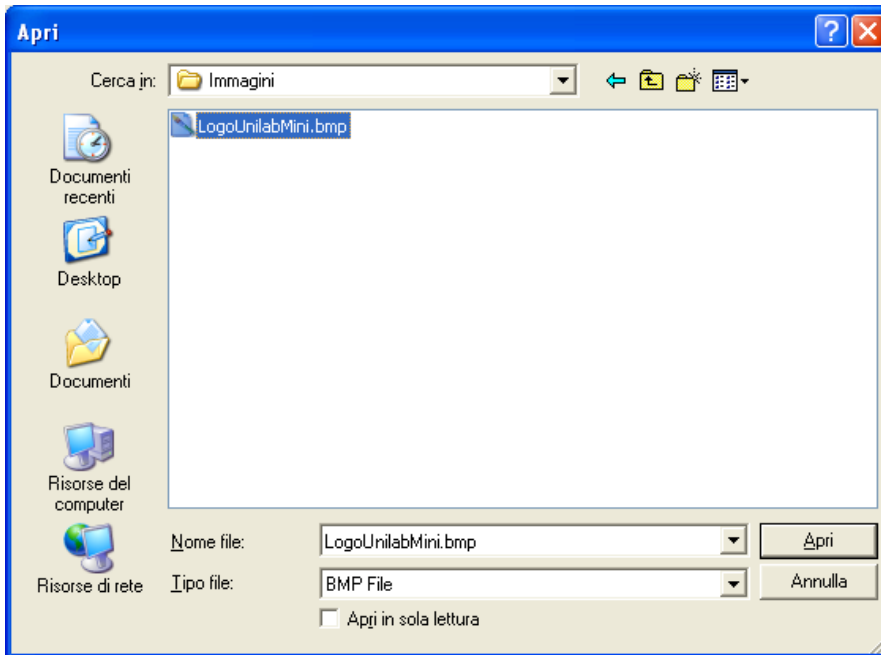 Apri
Cerca in:
Immagini
LogoUnilabMini.bmp
Documenti
recenti
Desktop
Documenti
Risorse del
computer
Risorse di rete
Nome file:
LogoUnilabMini.bmp
Apri
Tipo file:
BMP File
Annulla
Apri in sola lettura